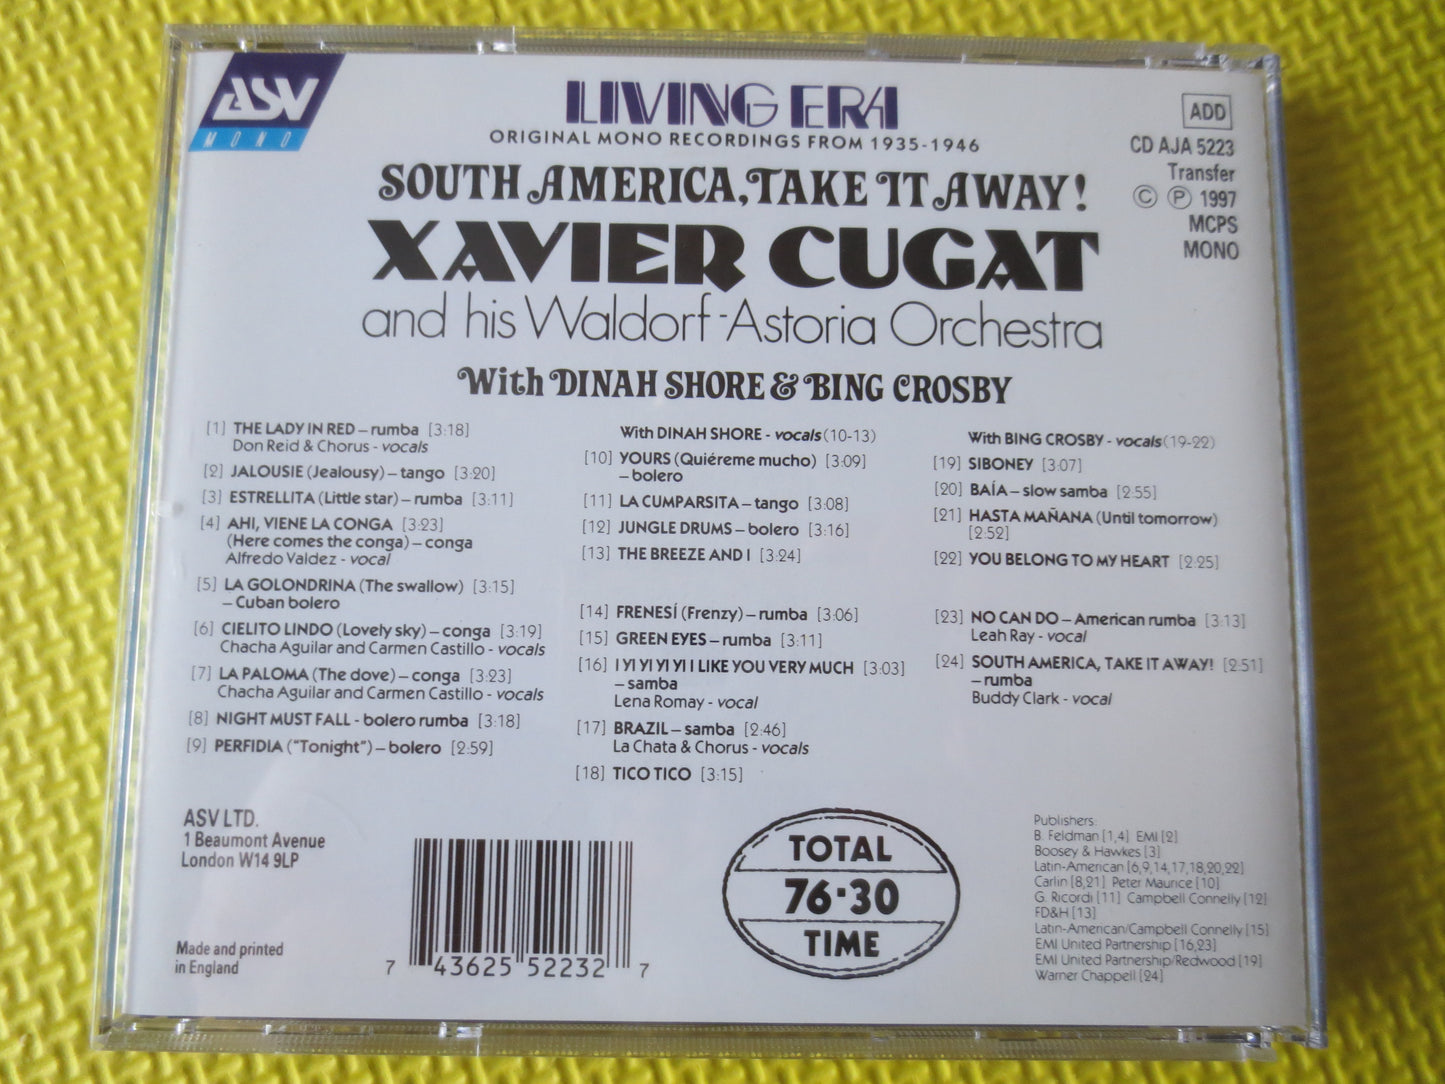 ASV
MONO
LIVING ERA
ORIGINAL MONO RECORDINGS FROM 1935-1946
SOUTH AMERICA, TAKE IT AWAY!
XAVIER CUGAT
and his Waldorf-Astoria Orchestra
With DINAH SHORE & BING CROSBY
ADD
CD AJA 5223
Transfer
© ℗ 1997
MCPS
MONO
[1] THE LADY IN RED – rumba [3:18]
Don Reid & Chorus - vocals
[2] JALOUSIE (Jealousy) – tango [3:20]
[3] ESTRELLITA (Little star) – rumba [3:11]
[4] AHI, VIENE LA CONGA [3:23]
(Here comes the conga) – conga
Alfredo Valdez - vocal
[5] LA GOLONDRINA (The swallow) [3:15]
– Cuban bolero
[6] CIELITO LINDO (Lovely sky) – conga [3:19]
Chacha Aguilar and Carmen Castillo - vocals
[7] LA PALOMA (The dove) – conga [3:23]
Chacha Aguilar and Carmen Castillo - vocals
[8] NIGHT MUST FALL - bolero rumba [3:18]
[9] PERFIDIA ("Tonight") – bolero [2:59]
With DINAH SHORE - vocals (10-13)
[10] YOURS (Quiéreme mucho) [3:09]
– bolero
[11] LA CUMPARSITA – tango [3:08]
[12] JUNGLE DRUMS – bolero [3:16]
[13] THE BREEZE AND I [3:24]
[14] FRENESÍ (Frenzy) – rumba [3:06]
[15] GREEN EYES – rumba [3:11]
[16] I YI YI YI YI I LIKE YOU VERY MUCH [3:03]
– samba
Lena Romay - vocal
[17] BRAZIL – samba [2:46]
La Chata & Chorus - vocals
[18] TICO TICO [3:15]
With BING CROSBY - vocals (19-22)
[19] SIBONEY [3:07]
[20] BAÍA – slow samba [2:55]
[21] HASTA MAÑANA (Until tomorrow)
[2:52]
[22] YOU BELONG TO MY HEART [2:25]
[23] NO CAN DO – American rumba [3:13]
Leah Ray - vocal
[24] SOUTH AMERICA, TAKE IT AWAY! [2:51]
– rumba
Buddy Clark - vocal
ASV LTD.
1 Beaumont Avenue
London W14 9LP
Made and printed
in England
7 43625 52232 7
TOTAL
76·30
TIME
Publishers:
B. Feldman [1,4] EMI [2]
Boosey & Hawkes [3]
Latin-American [6,9,14,17,18,20,22]
Carlin [8,21] Peter Maurice [10]
G. Ricordi [11] Campbell Connelly [12]
FD&H [13]
Latin-American/Campbell Connelly [15]
EMI United Partnership [16,23]
EMI United Partnership/Redwood [19]
Warner Chappell [24]